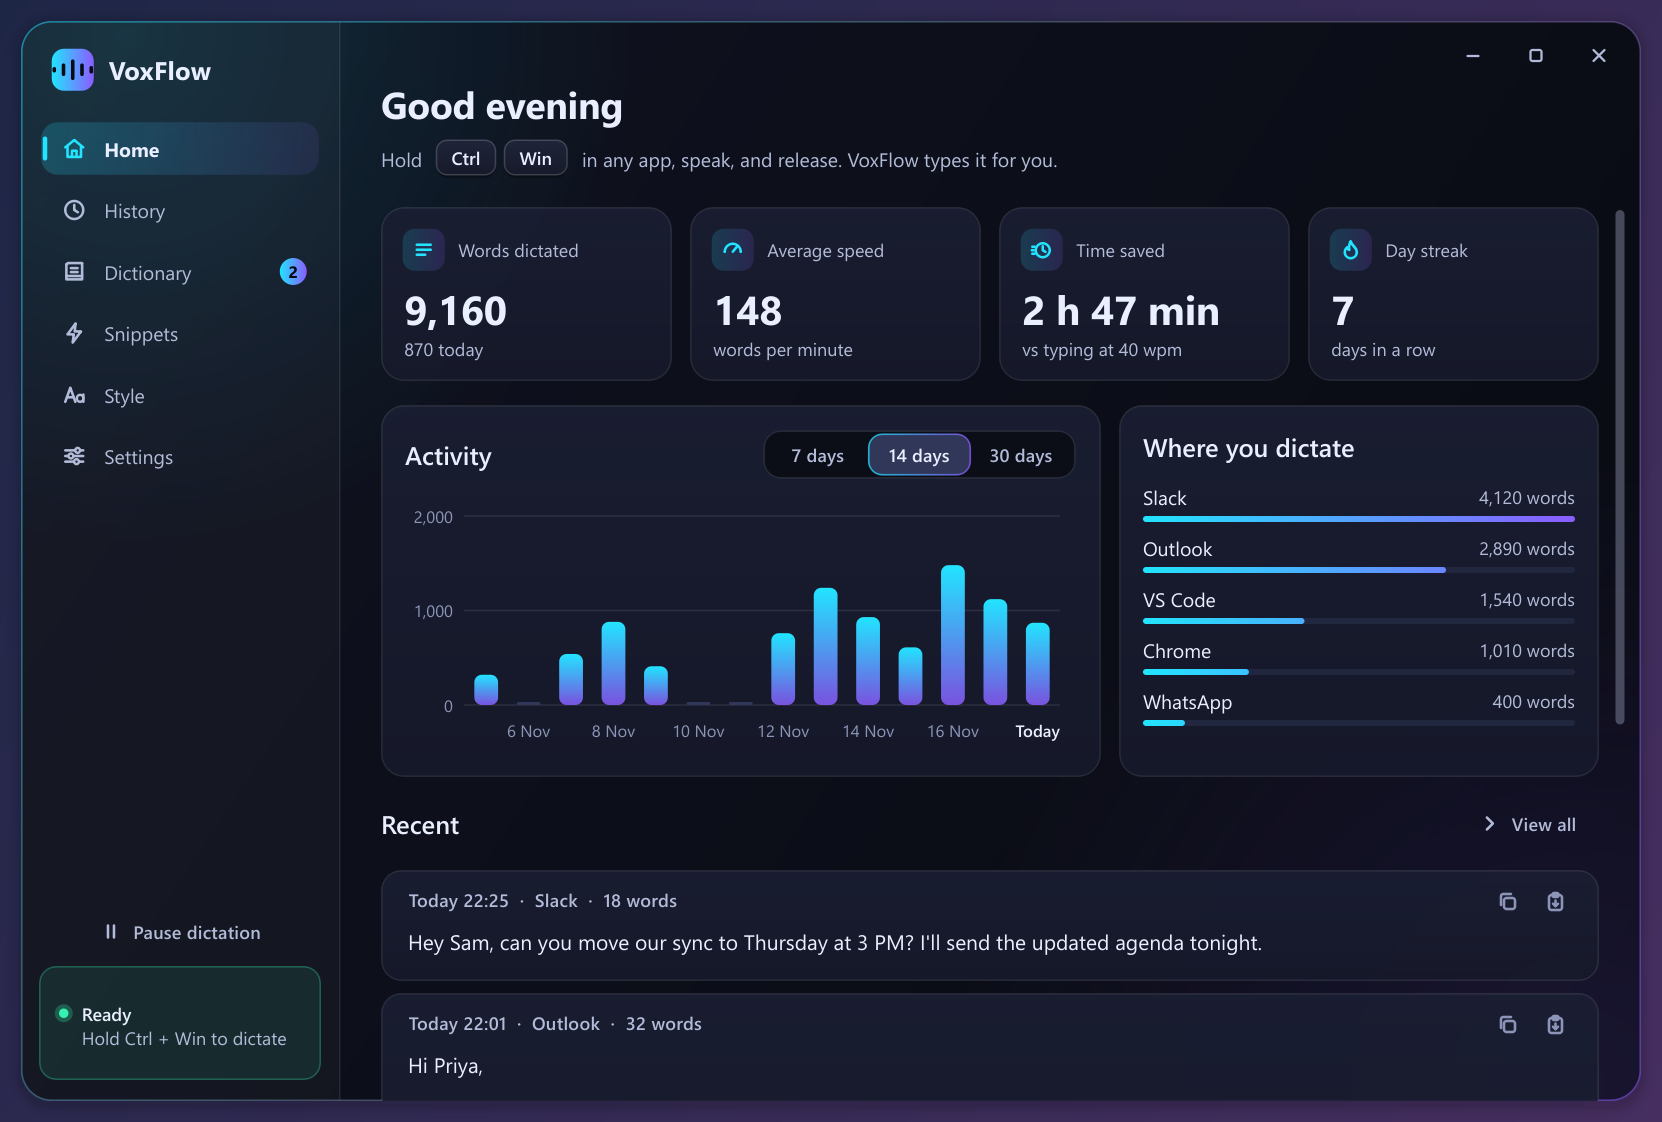 VoxFlow
Home
History
Dictionary 2
Snippets
Aa Style
Settings
Pause dictation
Ready
Hold Ctrl + Win to dictate
Good evening
Hold Ctrl Win in any app, speak, and release. VoxFlow types it for you.
Words dictated
9,160
870 today
Average speed
148
words per minute
Time saved
2 h 47 min
vs typing at 40 wpm
Day streak
7
days in a row
Activity
7 days 14 days 30 days
2,000
1,000
0
6 Nov 8 Nov 10 Nov 12 Nov 14 Nov 16 Nov Today
Where you dictate
Slack 4,120 words
Outlook 2,890 words
VS Code 1,540 words
Chrome 1,010 words
WhatsApp 400 words
Recent
View all
Today 22:25 · Slack · 18 words
Hey Sam, can you move our sync to Thursday at 3 PM? I'll send the updated agenda tonight.
Today 22:01 · Outlook · 32 words
Hi Priya,